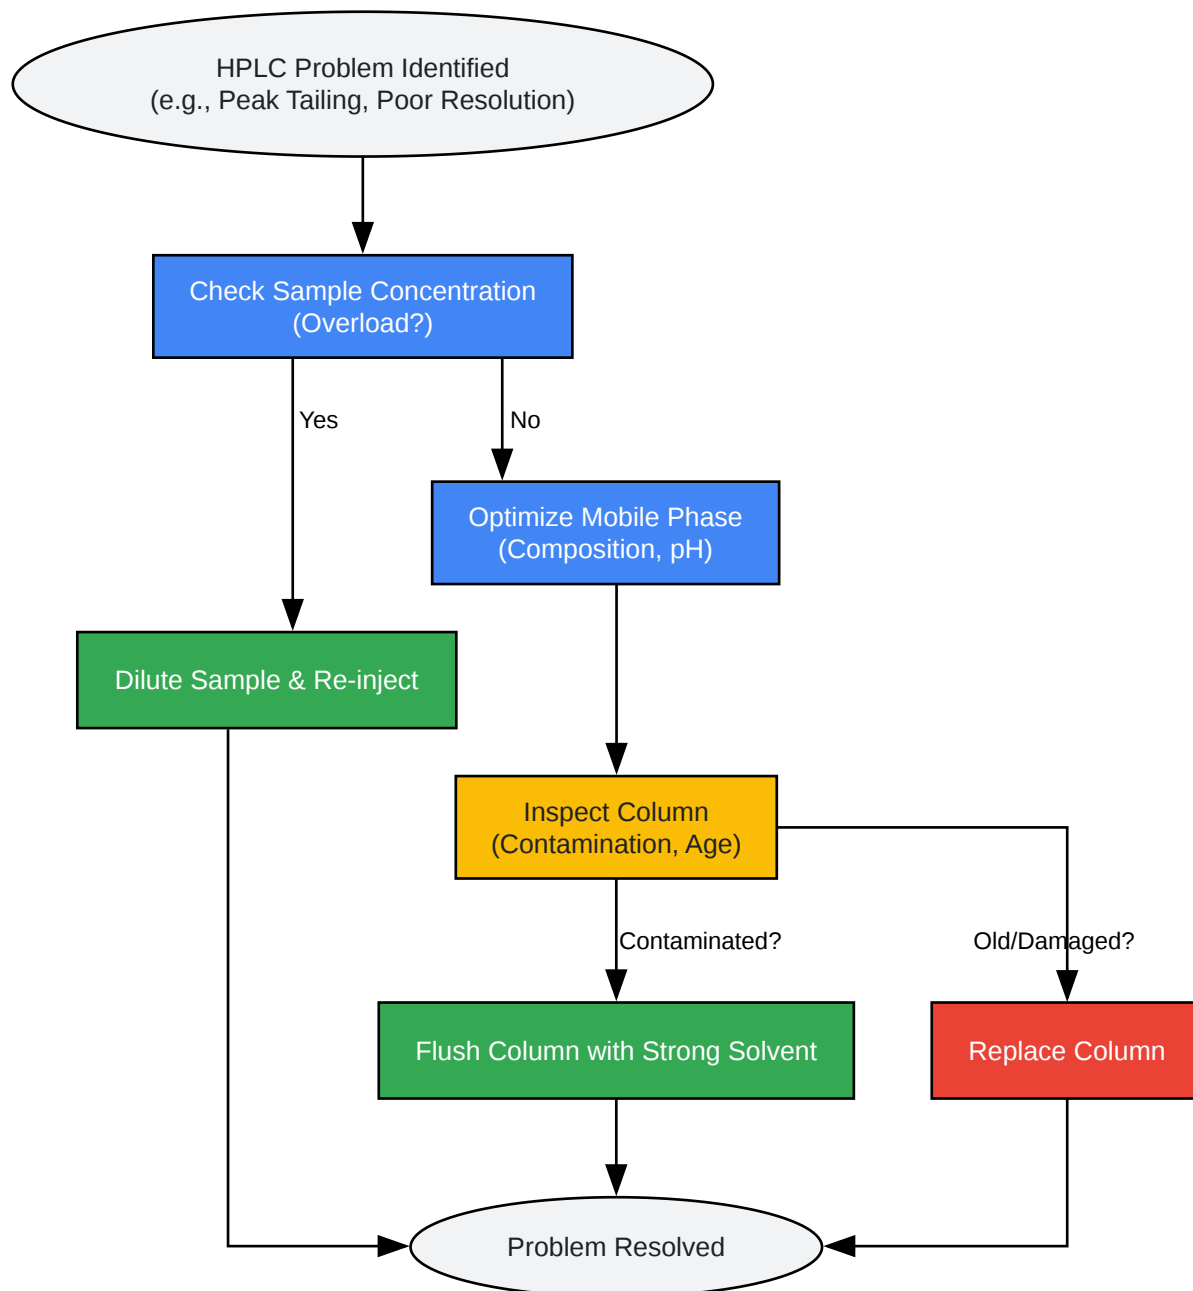 HPLC Problem Identified
(e.g., Peak Tailing, Poor Resolution)
Check Sample Concentration
(Overload?)
Yes
No
Optimize Mobile Phase
(Composition, pH)
Dilute Sample & Re-inject
Inspect Column
(Contamination, Age)
Contaminated?
Old/Damaged?
Flush Column with Strong Solvent
Replace Column
Problem Resolved